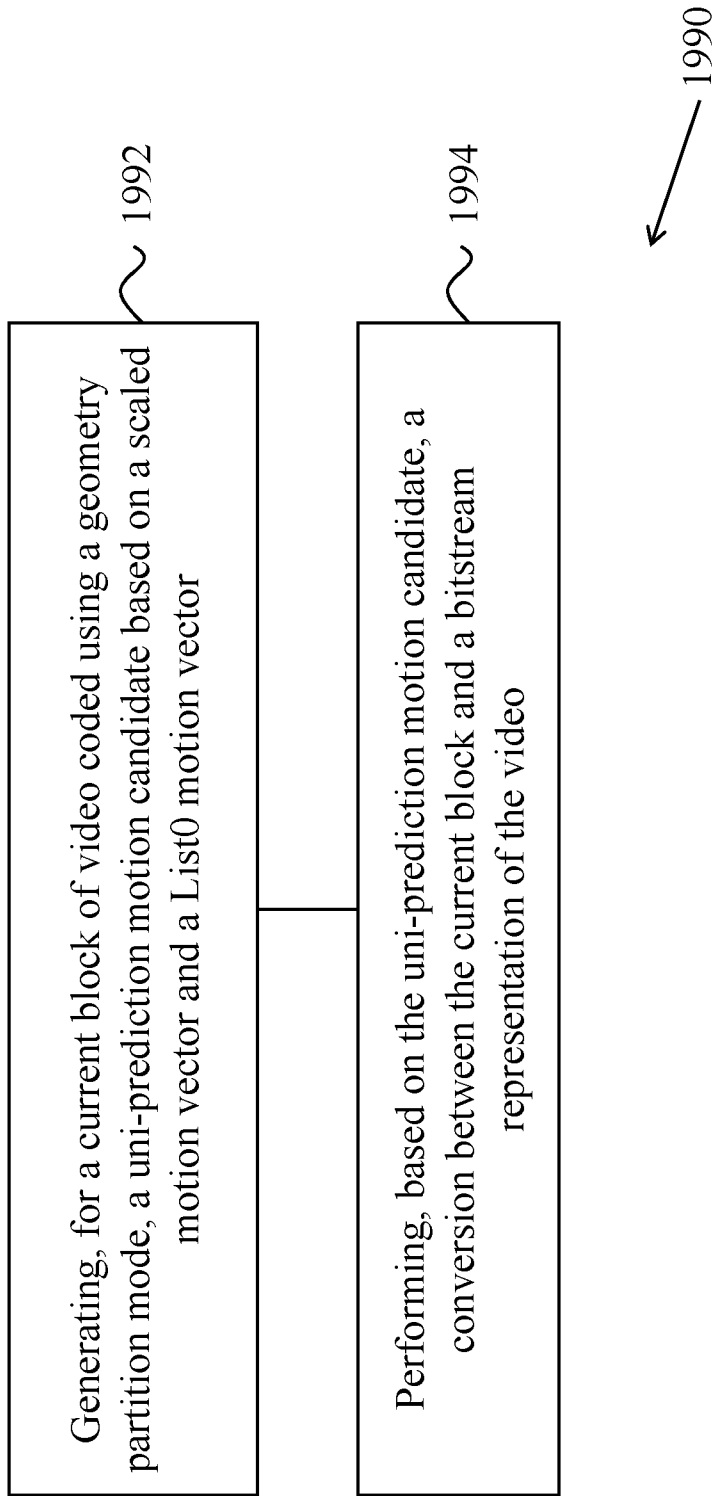 Generating, for a current block of video coded using a geometry
partition mode, a uni-prediction motion candidate based on a scaled
motion vector and a List0 motion vector
1992
Performing, based on the uni-prediction motion candidate, a
conversion between the current block and a bitstream
representation of the video
1994
1990